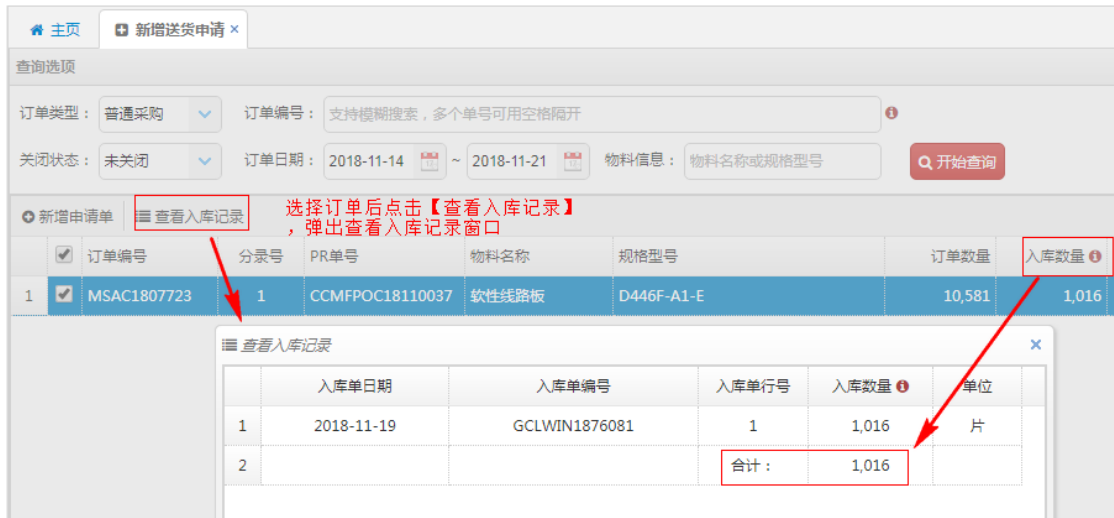 主页 新增送货申请 ×
查询选项
订单类型： 普通采购 订单编号： 支持模糊搜索，多个单号可用空格隔开
关闭状态： 未关闭 订单日期： 2018-11-14 ~ 2018-11-21 物料信息： 物料名称或规格型号 开始查询
新增申请单 查看入库记录 选择订单后点击【查看入库记录】
，弹出查看入库记录窗口
订单编号 分录号 PR单号 物料名称 规格型号 订单数量 入库数量
1 MSAC1807723 1 CCMFPOC18110037 软性线路板 D446F-A1-E 10,581 1,016
查看入库记录 ×
入库单日期 入库单编号 入库单行号 入库数量 单位
1 2018-11-19 GCLWIN1876081 1 1,016 片
2 合计： 1,016